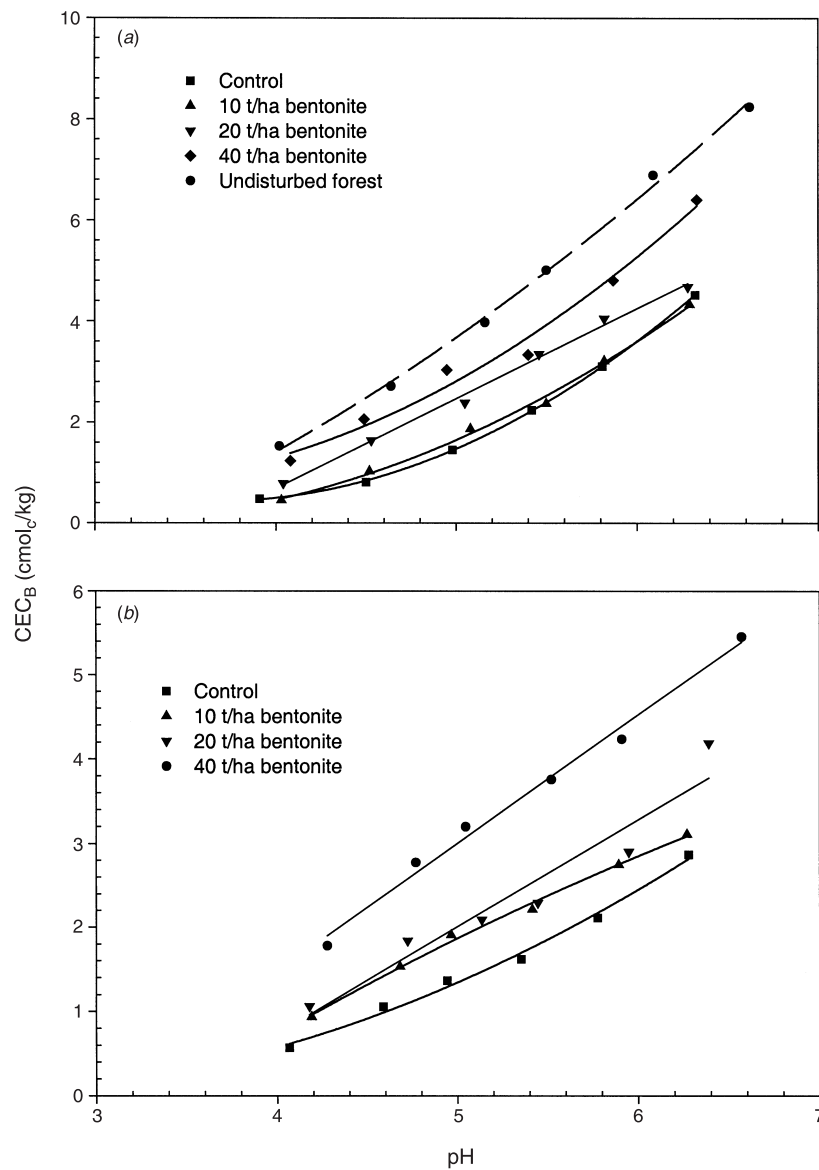 10
(a)
Control
10 t/ha bentonite
8
20 t/ha bentonite
40 t/ha bentonite
Undisturbed forest
6
4
2
0
CEC_B (cmol_c/kg)
6
(b)
5
Control
10 t/ha bentonite
20 t/ha bentonite
4
40 t/ha bentonite
3
2
1
0
3 4 5 6 7
pH